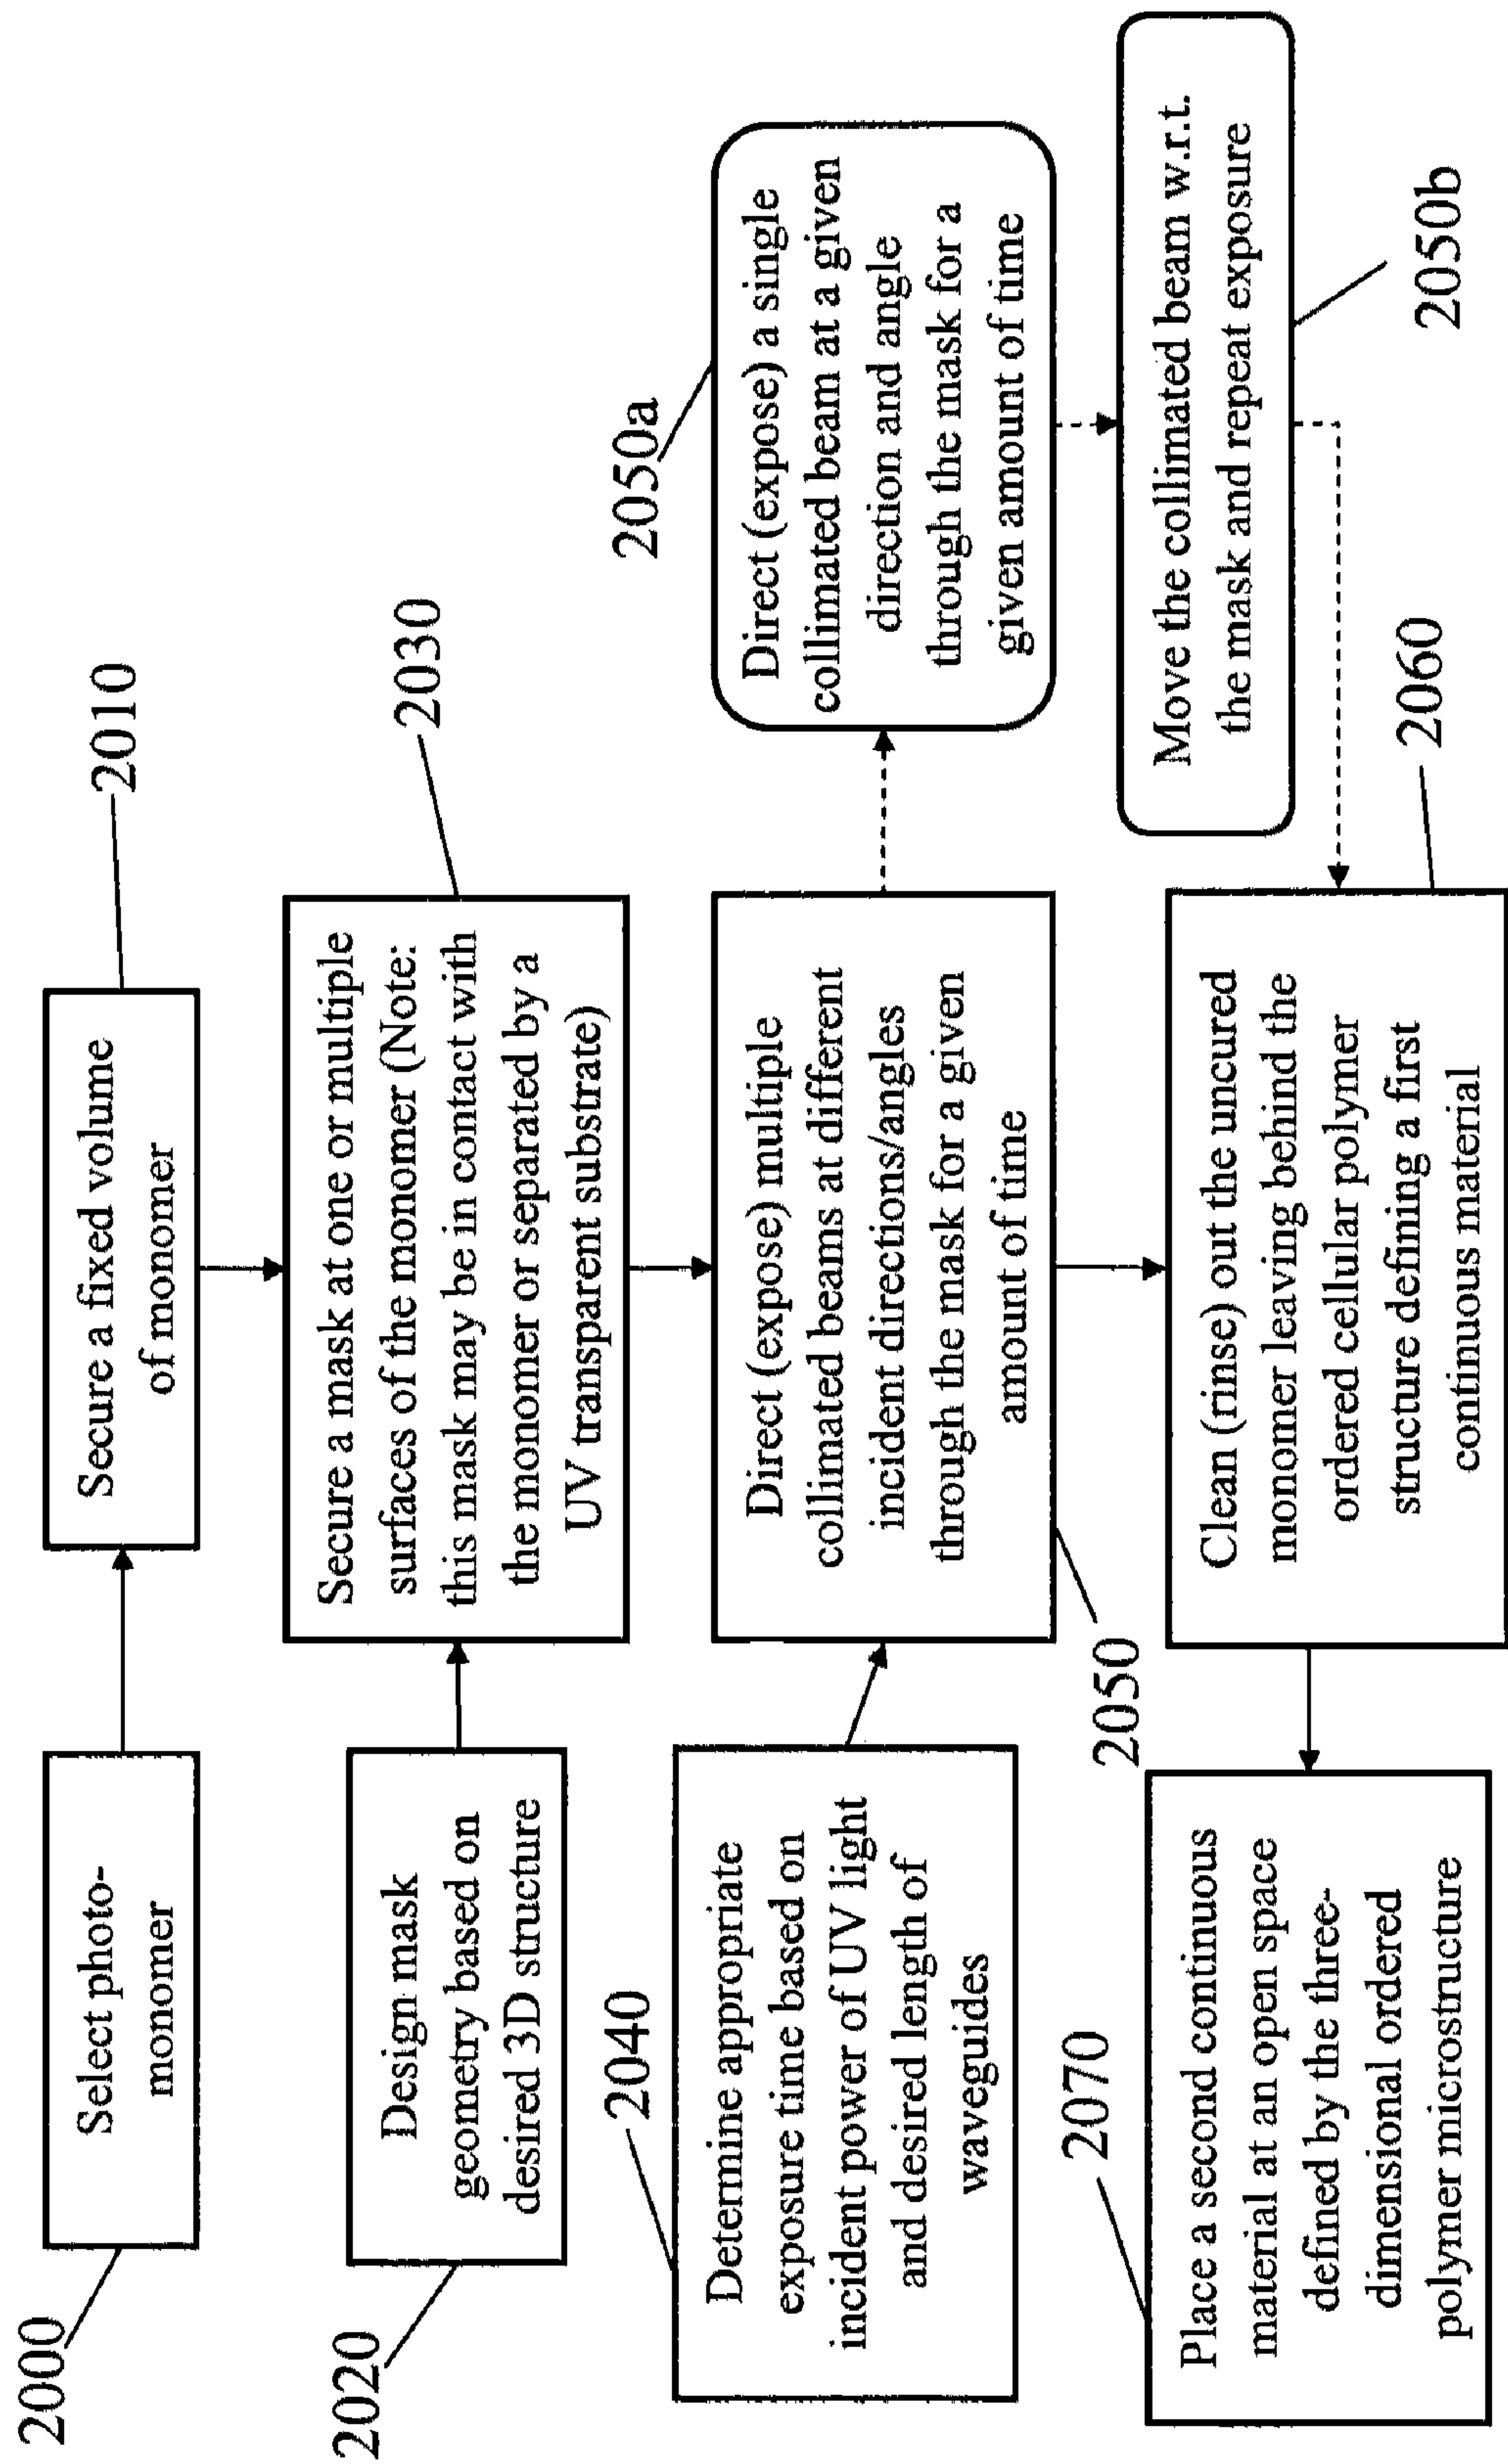 2000
Select photo-
monomer
2010
Secure a fixed volume
of monomer
2020
Design mask
geometry based on
desired 3D structure
2030
Secure a mask at one or multiple
surfaces of the monomer (Note:
this mask may be in contact with
the monomer or separated by a
UV transparent substrate)
2040
Determine appropriate
exposure time based on
incident power of UV light
and desired length of
waveguides
2050
Direct (expose) multiple
collimated beams at different
incident directions/angles
through the mask for a given
amount of time
2050a
Direct (expose) a single
collimated beam at a given
direction and angle
through the mask for a
given amount of time
2050b
Move the collimated beam w.r.t.
the mask and repeat exposure
2060
Clean (rinse) out the uncured
monomer leaving behind the
ordered cellular polymer
structure defining a first
continuous material
2070
Place a second continuous
material at an open space
defined by the three-
dimensional ordered
polymer microstructure